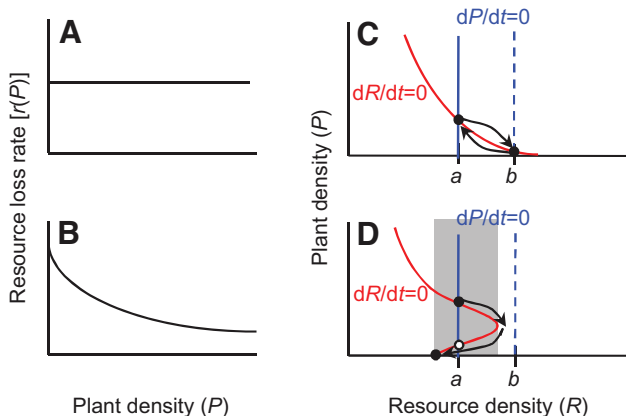 A
Resource loss rate [r(P)]
B
Plant density (P)
C
dP/dt=0
dR/dt=0
Plant density (P)
a
b
D
dP/dt=0
dR/dt=0
a
b
Resource density (R)